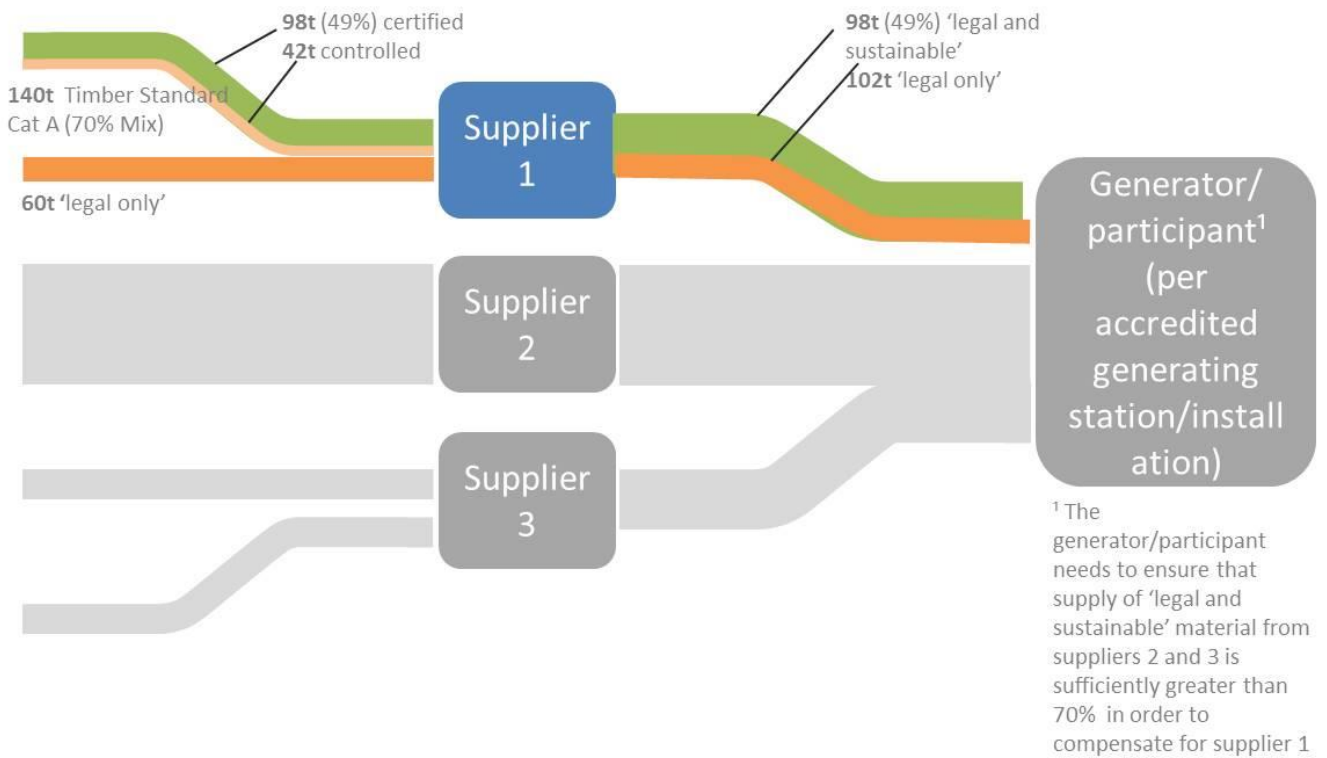 98t (49%) certified
42t controlled
140t Timber Standard
Cat A (70% Mix)
60t ‘legal only’
98t (49%) ‘legal and
sustainable’
102t ‘legal only’
Supplier
1
Supplier
2
Supplier
3
Generator/
participant¹
(per
accredited
generating
station/install
ation)
¹ The
generator/participant
needs to ensure that
supply of ‘legal and
sustainable’ material from
suppliers 2 and 3 is
sufficiently greater than
70% in order to
compensate for supplier 1